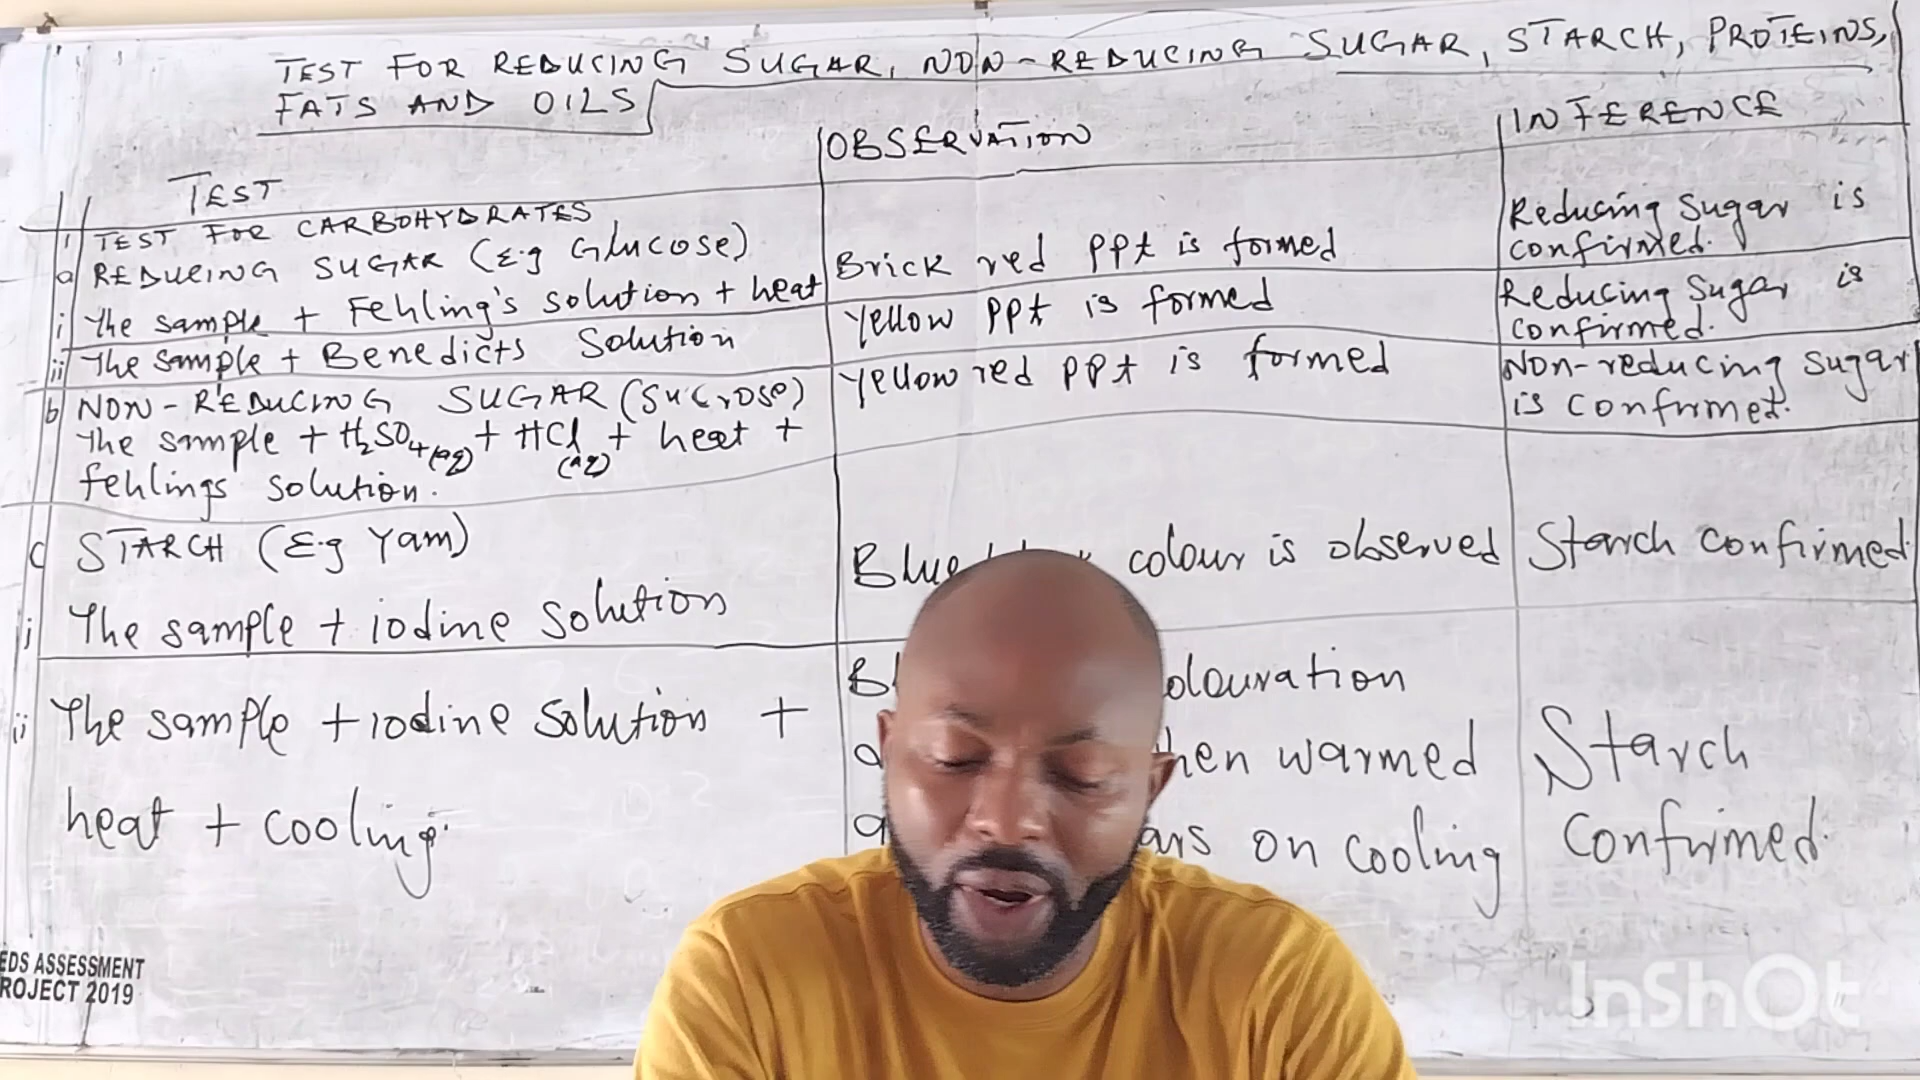 TEST FOR REDUCING SUGAR, NON-REDUCING SUGAR, STARCH, PROTEINS,
FATS AND OILS
TEST
OBSERVATION
INFERENCE
1 TEST FOR CARBOHYDRATES
a REDUCING SUGAR (E.g Glucose)
i The sample + Fehling's solution + heat
Brick red ppt is formed
Reducing Sugar is
confirmed.
ii The sample + Benedicts Solution
Yellow ppt is formed
Reducing Sugar is
confirmed.
b NON-REDUCING SUGAR (Sucrose)
The sample + H2SO4(aq) + HCl(aq) + heat +
fehlings solution.
Yellow red ppt is formed
Non-reducing sugar
is confirmed.
C STARCH (E.g Yam)
i The sample + iodine solution
Blue colour is observed
Starch confirmed
ii The sample + iodine solution +
heat + cooling.
warmed
on cooling
Starch
confirmed.
EDS ASSESSMENT
ROJECT 2019
InShOt